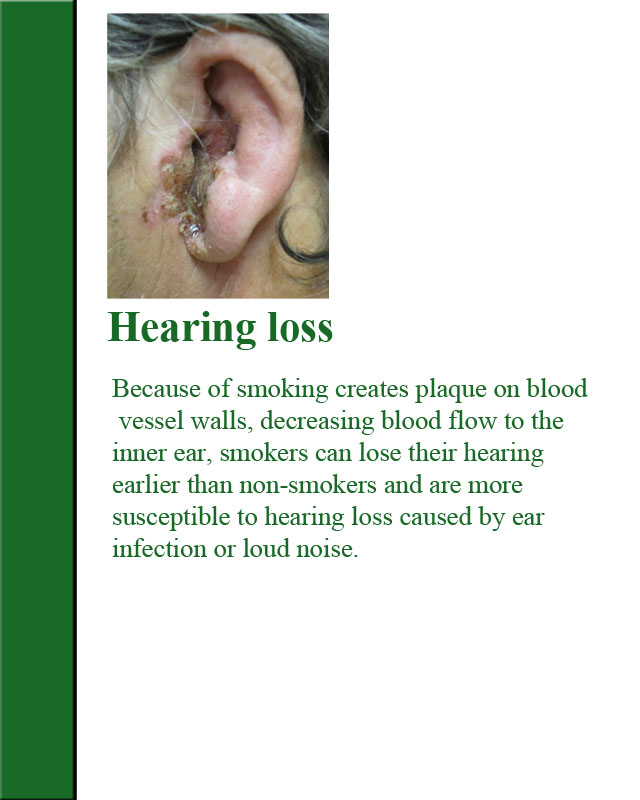 Hearing loss
Because of smoking creates plaque on blood
vessel walls, decreasing blood flow to the
inner ear, smokers can lose their hearing
earlier than non-smokers and are more
susceptible to hearing loss caused by ear
infection or loud noise.